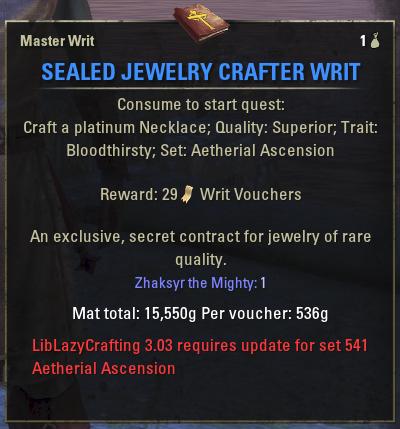 Master Writ 1
SEALED JEWELRY CRAFTER WRIT
Consume to start quest:
Craft a platinum Necklace; Quality: Superior; Trait:
Bloodthirsty; Set: Aetherial Ascension
Reward: 29 Writ Vouchers
An exclusive, secret contract for jewelry of rare
quality.
Zhaksyr the Mighty: 1
Mat total: 15,550g Per voucher: 536g
LibLazyCrafting 3.03 requires update for set 541
Aetherial Ascension